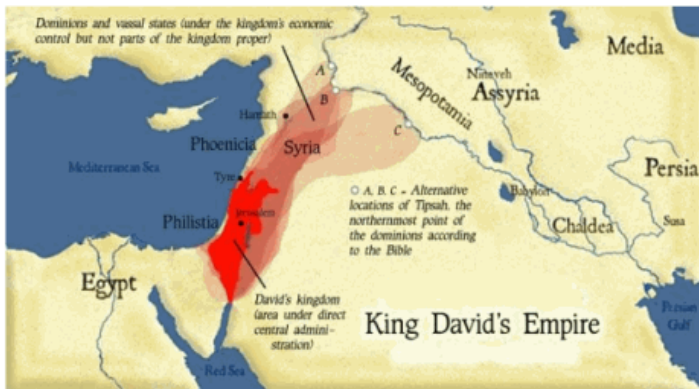 Dominions and vassal states (under the kingdom's economic
control but not parts of the kingdom proper)
Media
A
Nineveh
B
Mesopotamia
Assyria
Hamath
C
Phoenicia
Syria
Mediterranean Sea
Tyre
Persia
A, B, C - Alternative
locations of Tipsah, the
northernmost point of
the dominions according
to the Bible
Babylon
Philistia
Jerusalem
Chaldea
Susa
Egypt
David's kingdom
(area under direct
central admini-
stration)
King David's Empire
Persian
Gulf
Red Sea